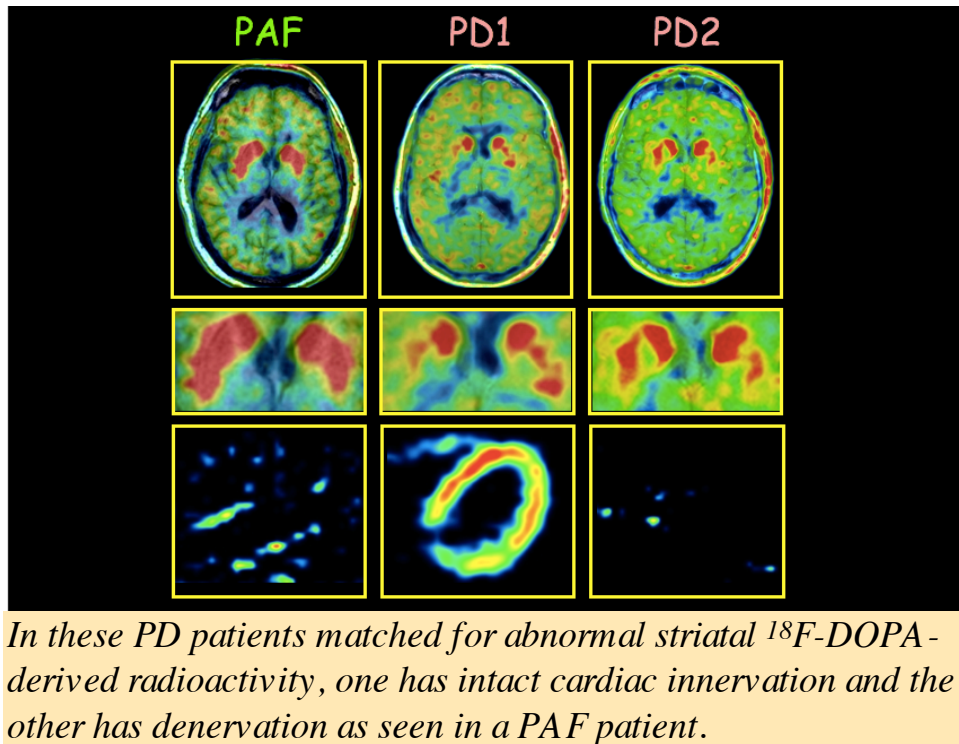 PAF PD1 PD2
In these PD patients matched for abnormal striatal ¹⁸F-DOPA-
derived radioactivity, one has intact cardiac innervation and the
other has denervation as seen in a PAF patient.